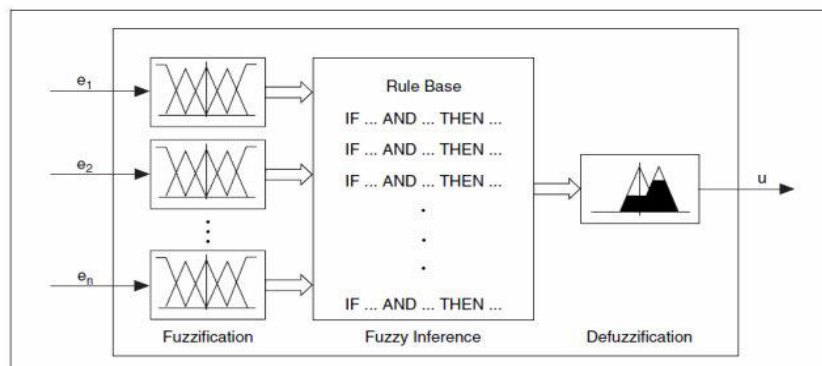 e1
e2
en
Rule Base
IF ... AND ... THEN ...
IF ... AND ... THEN ...
IF ... AND ... THEN ...
IF ... AND ... THEN ...
u
Fuzzification
Fuzzy Inference
Defuzzification